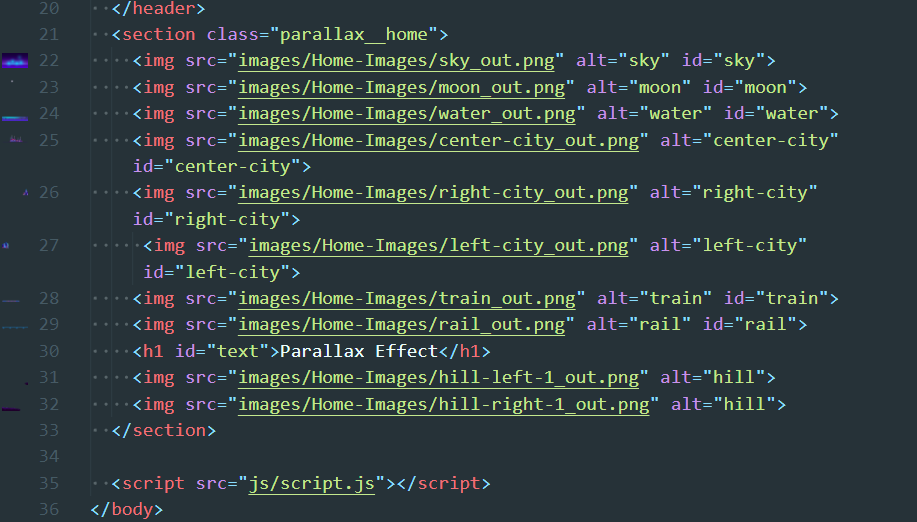 20 </header>
21 <section class="parallax__home">
22 <img src="images/Home-Images/sky_out.png" alt="sky" id="sky">
23 <img src="images/Home-Images/moon_out.png" alt="moon" id="moon">
24 <img src="images/Home-Images/water_out.png" alt="water" id="water">
25 <img src="images/Home-Images/center-city_out.png" alt="center-city"
id="center-city">
26 <img src="images/Home-Images/right-city_out.png" alt="right-city"
id="right-city">
27 <img src="images/Home-Images/left-city_out.png" alt="left-city"
id="left-city">
28 <img src="images/Home-Images/train_out.png" alt="train" id="train">
29 <img src="images/Home-Images/rail_out.png" alt="rail" id="rail">
30 <h1 id="text">Parallax Effect</h1>
31 <img src="images/Home-Images/hill-left-1_out.png" alt="hill">
32 <img src="images/Home-Images/hill-right-1_out.png" alt="hill">
33 </section>
34
35 <script src="js/script.js"></script>
36 </body>